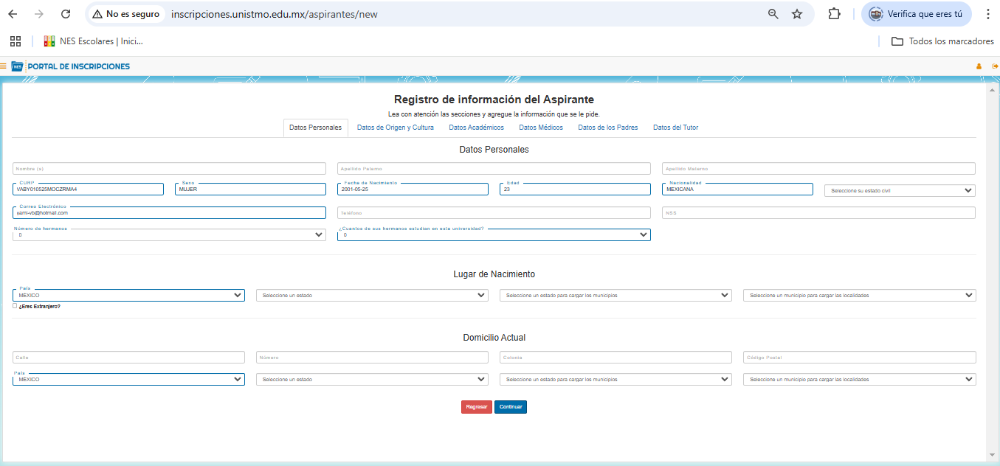 No es seguro inscripciones.unistmo.edu.mx/aspirantes/new Verifica que eres tú
NES Escolares | Inici... Todos los marcadores
NES PORTAL DE INSCRIPCIONES
Registro de información del Aspirante
Lea con atención las secciones y agregue la información que se le pide.
Datos Personales Datos de Origen y Cultura Datos Académicos Datos Médicos Datos de los Padres Datos del Tutor
Datos Personales
Nombre (s) Apellido Paterno Apellido Materno
CURP Sexo Fecha de Nacimiento Edad Nacionalidad
VABY010525MOCZRMA4 MUJER 2001-05-25 23 MEXICANA Seleccione su estado civil
Correo Electrónico
yami-vb@hotmail.com Teléfono NSS
Número de hermanos ¿Cuantos de sus hermanos estudian en esta universidad?
0 0
Lugar de Nacimiento
País
MÉXICO Seleccione un estado Seleccione un estado para cargar los municipios Seleccione un municipio para cargar las localidades
¿Eres Extranjero?
Domicilio Actual
Calle Número Colonia Código Postal
País
MÉXICO Seleccione un estado Seleccione un estado para cargar los municipios Seleccione un municipio para cargar las localidades
Regresar Continuar